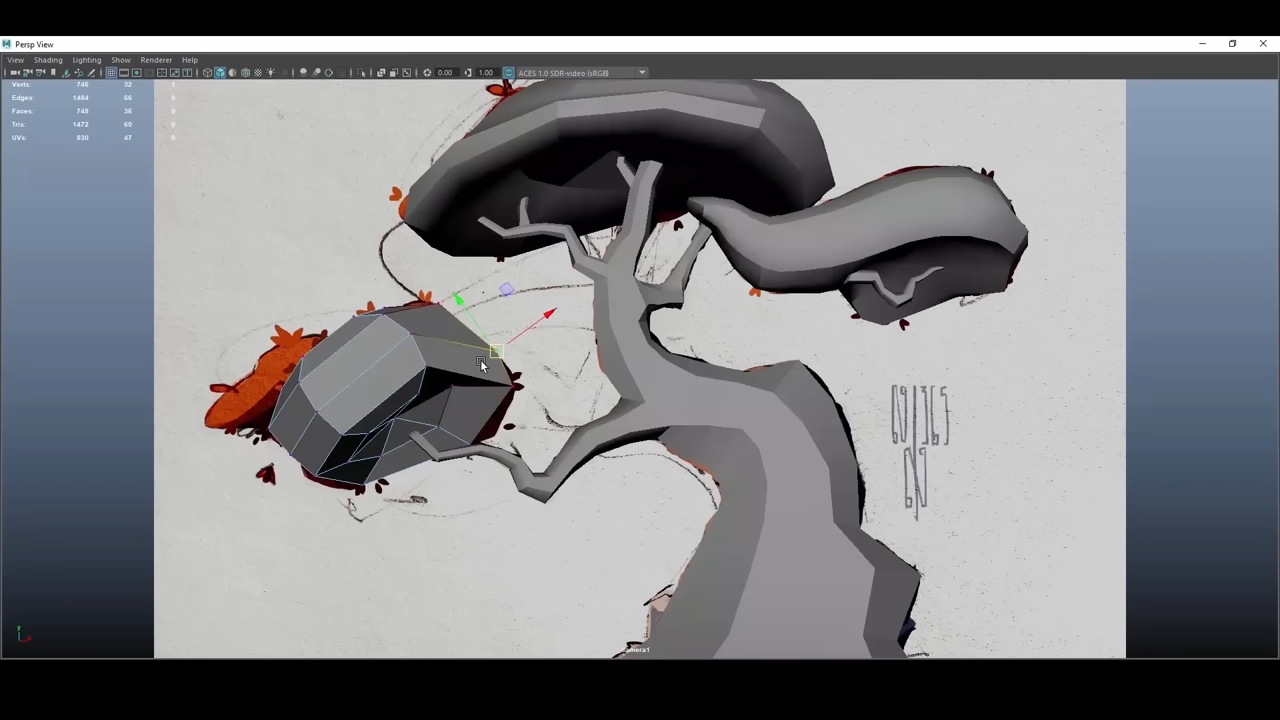 Persp View
View Shading Lighting Show Renderer Help
0.00 1.00 ACES 1.0 SDR-video (sRGB)
Verts: 748 32 1
Edges: 1484 66 0
Faces: 748 36 0
Tris: 1472 60 0
UVs: 830 47 0
y
x
camera1